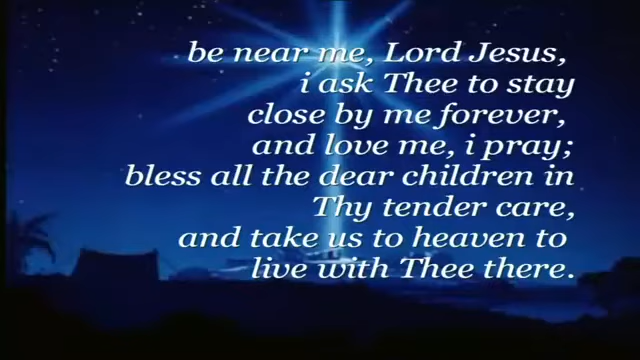 be near me, Lord Jesus,
i ask Thee to stay
close by me forever,
and love me, i pray;
bless all the dear children in
Thy tender care,
and take us to heaven to
live with Thee there.